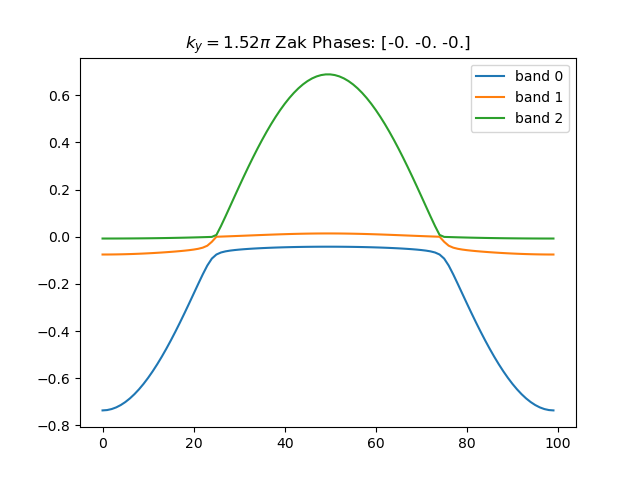 $k_y = 1.52\pi$ Zak Phases: [-0. -0. -0.]
band 0
band 1
band 2
0.6
0.4
0.2
0.0
−0.2
−0.4
−0.6
−0.8
0 20 40 60 80 100